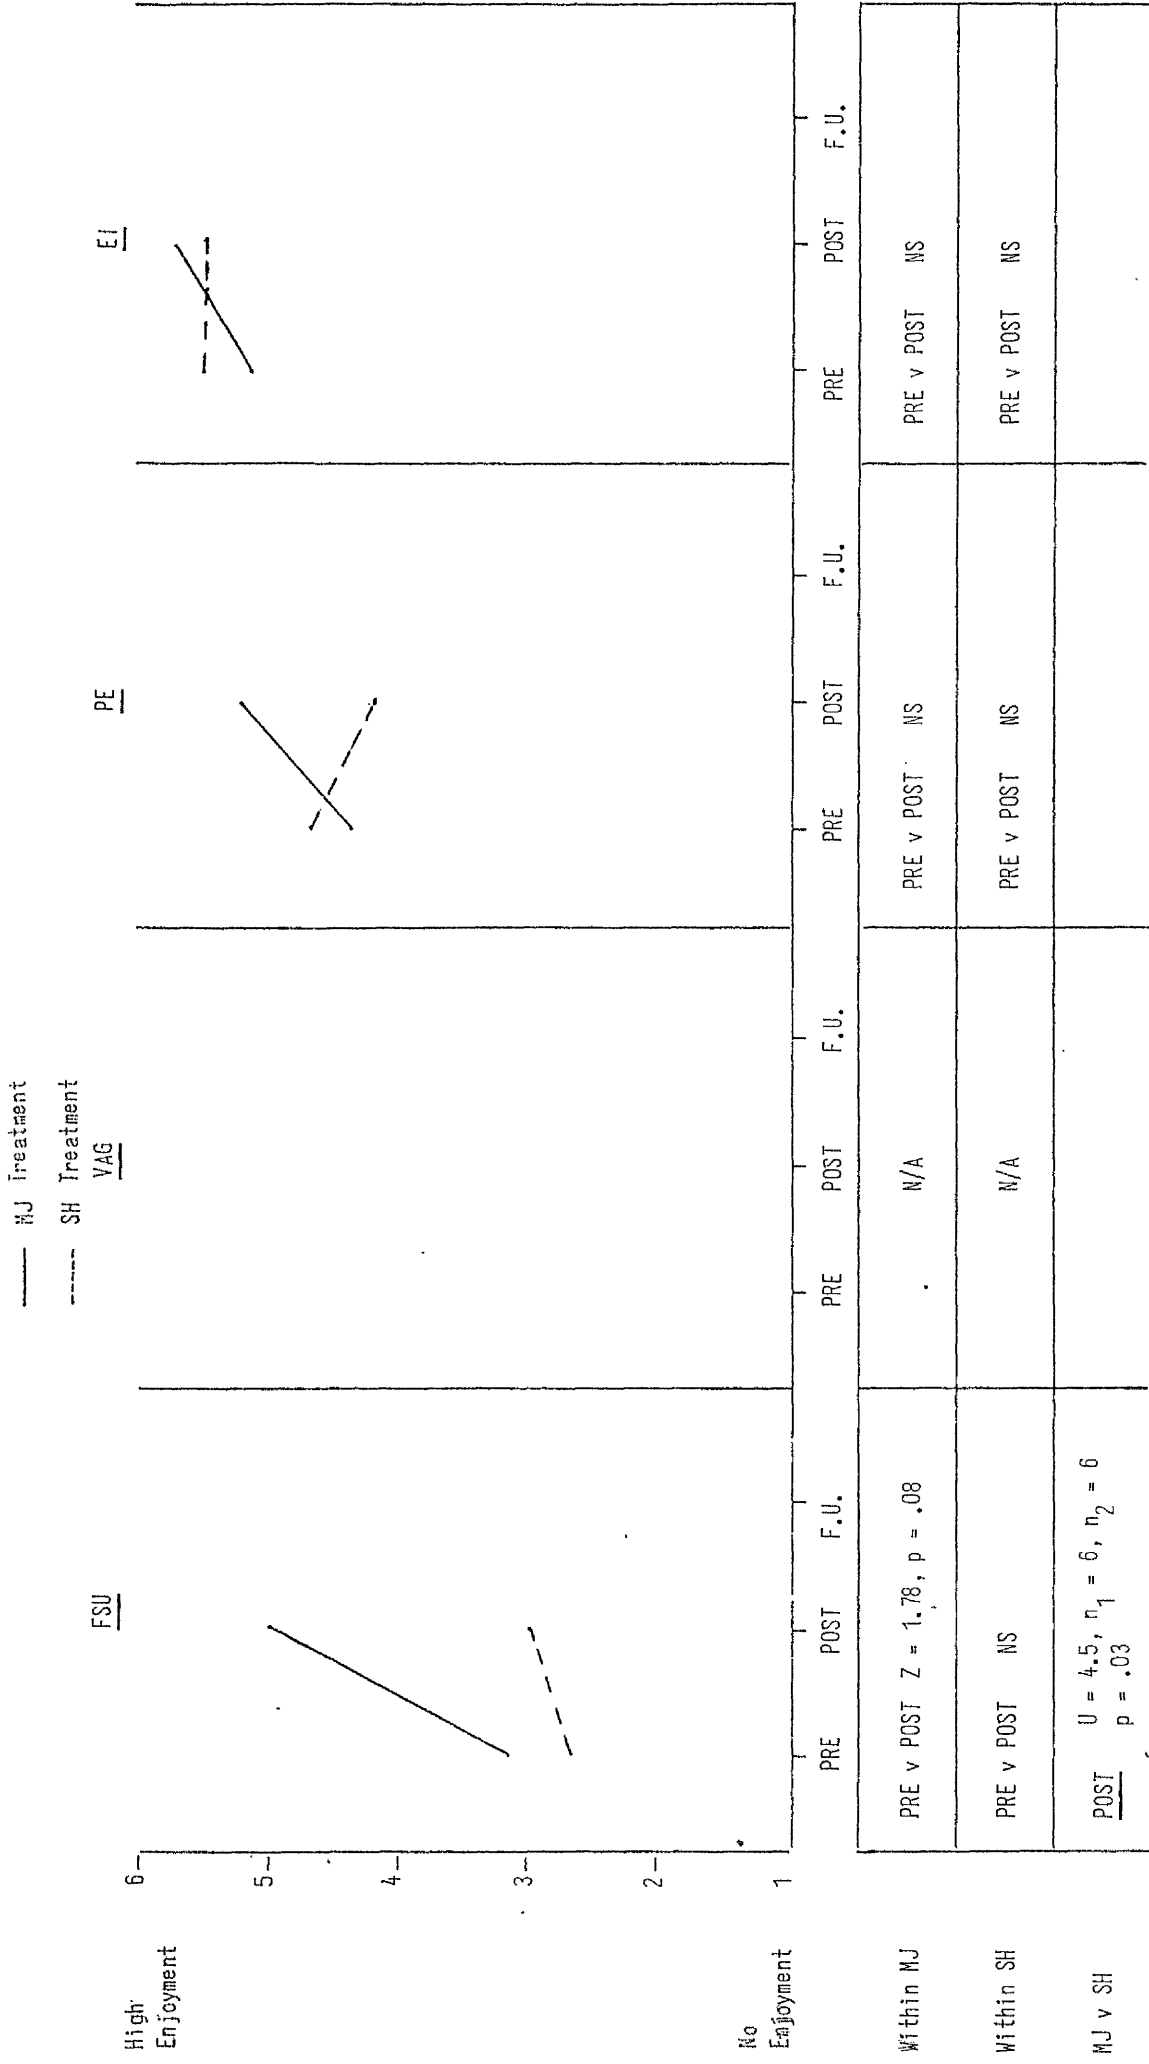 MJ Treatment
SH Treatment
FSU VAG PE EI
High Enjoyment
6
5
4
3
2
1
No Enjoyment
PRE POST F.U. PRE POST F.U. PRE POST F.U. PRE POST F.U.
Within MJ PRE v POST Z = 1.78, p = .08 N/A PRE v POST NS PRE v POST NS
Within SH PRE v POST NS N/A PRE v POST NS PRE v POST NS
MJ v SH POST U = 4.5, n1 = 6, n2 = 6
p = .03